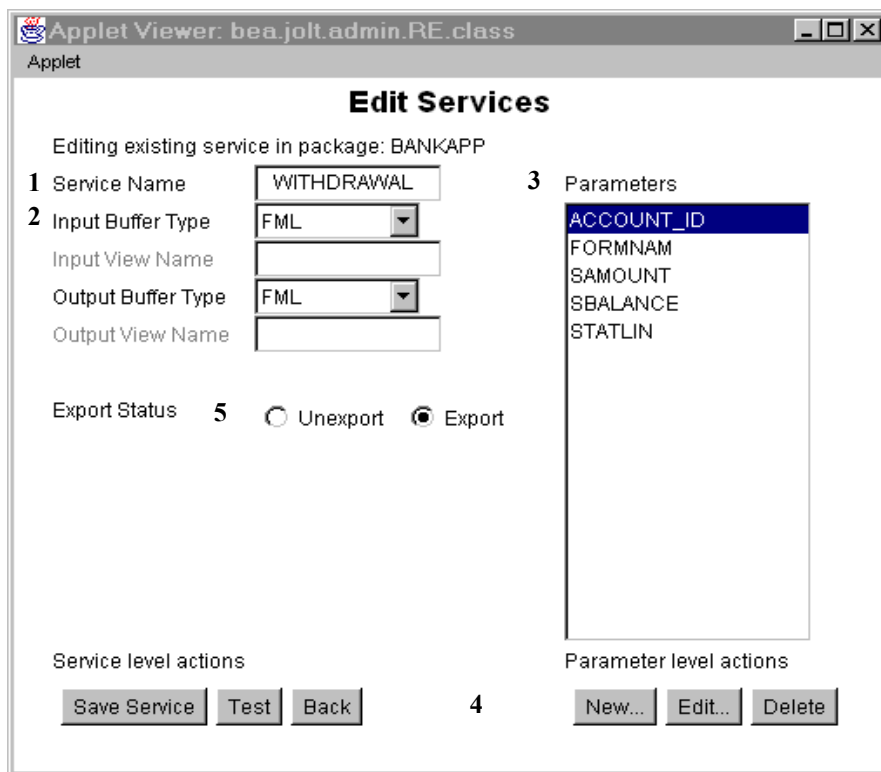 Applet Viewer: bea.jolt.admin.RE.class
Applet
Edit Services
Editing existing service in package: BANKAPP
1 Service Name WITHDRAWAL
2 Input Buffer Type FML
Input View Name
Output Buffer Type FML
Output View Name
Export Status 5 Unexport Export
3 Parameters
ACCOUNT_ID
FORMNAM
SAMOUNT
SBALANCE
STATLIN
Service level actions
Save Service Test Back
4
Parameter level actions
New... Edit... Delete